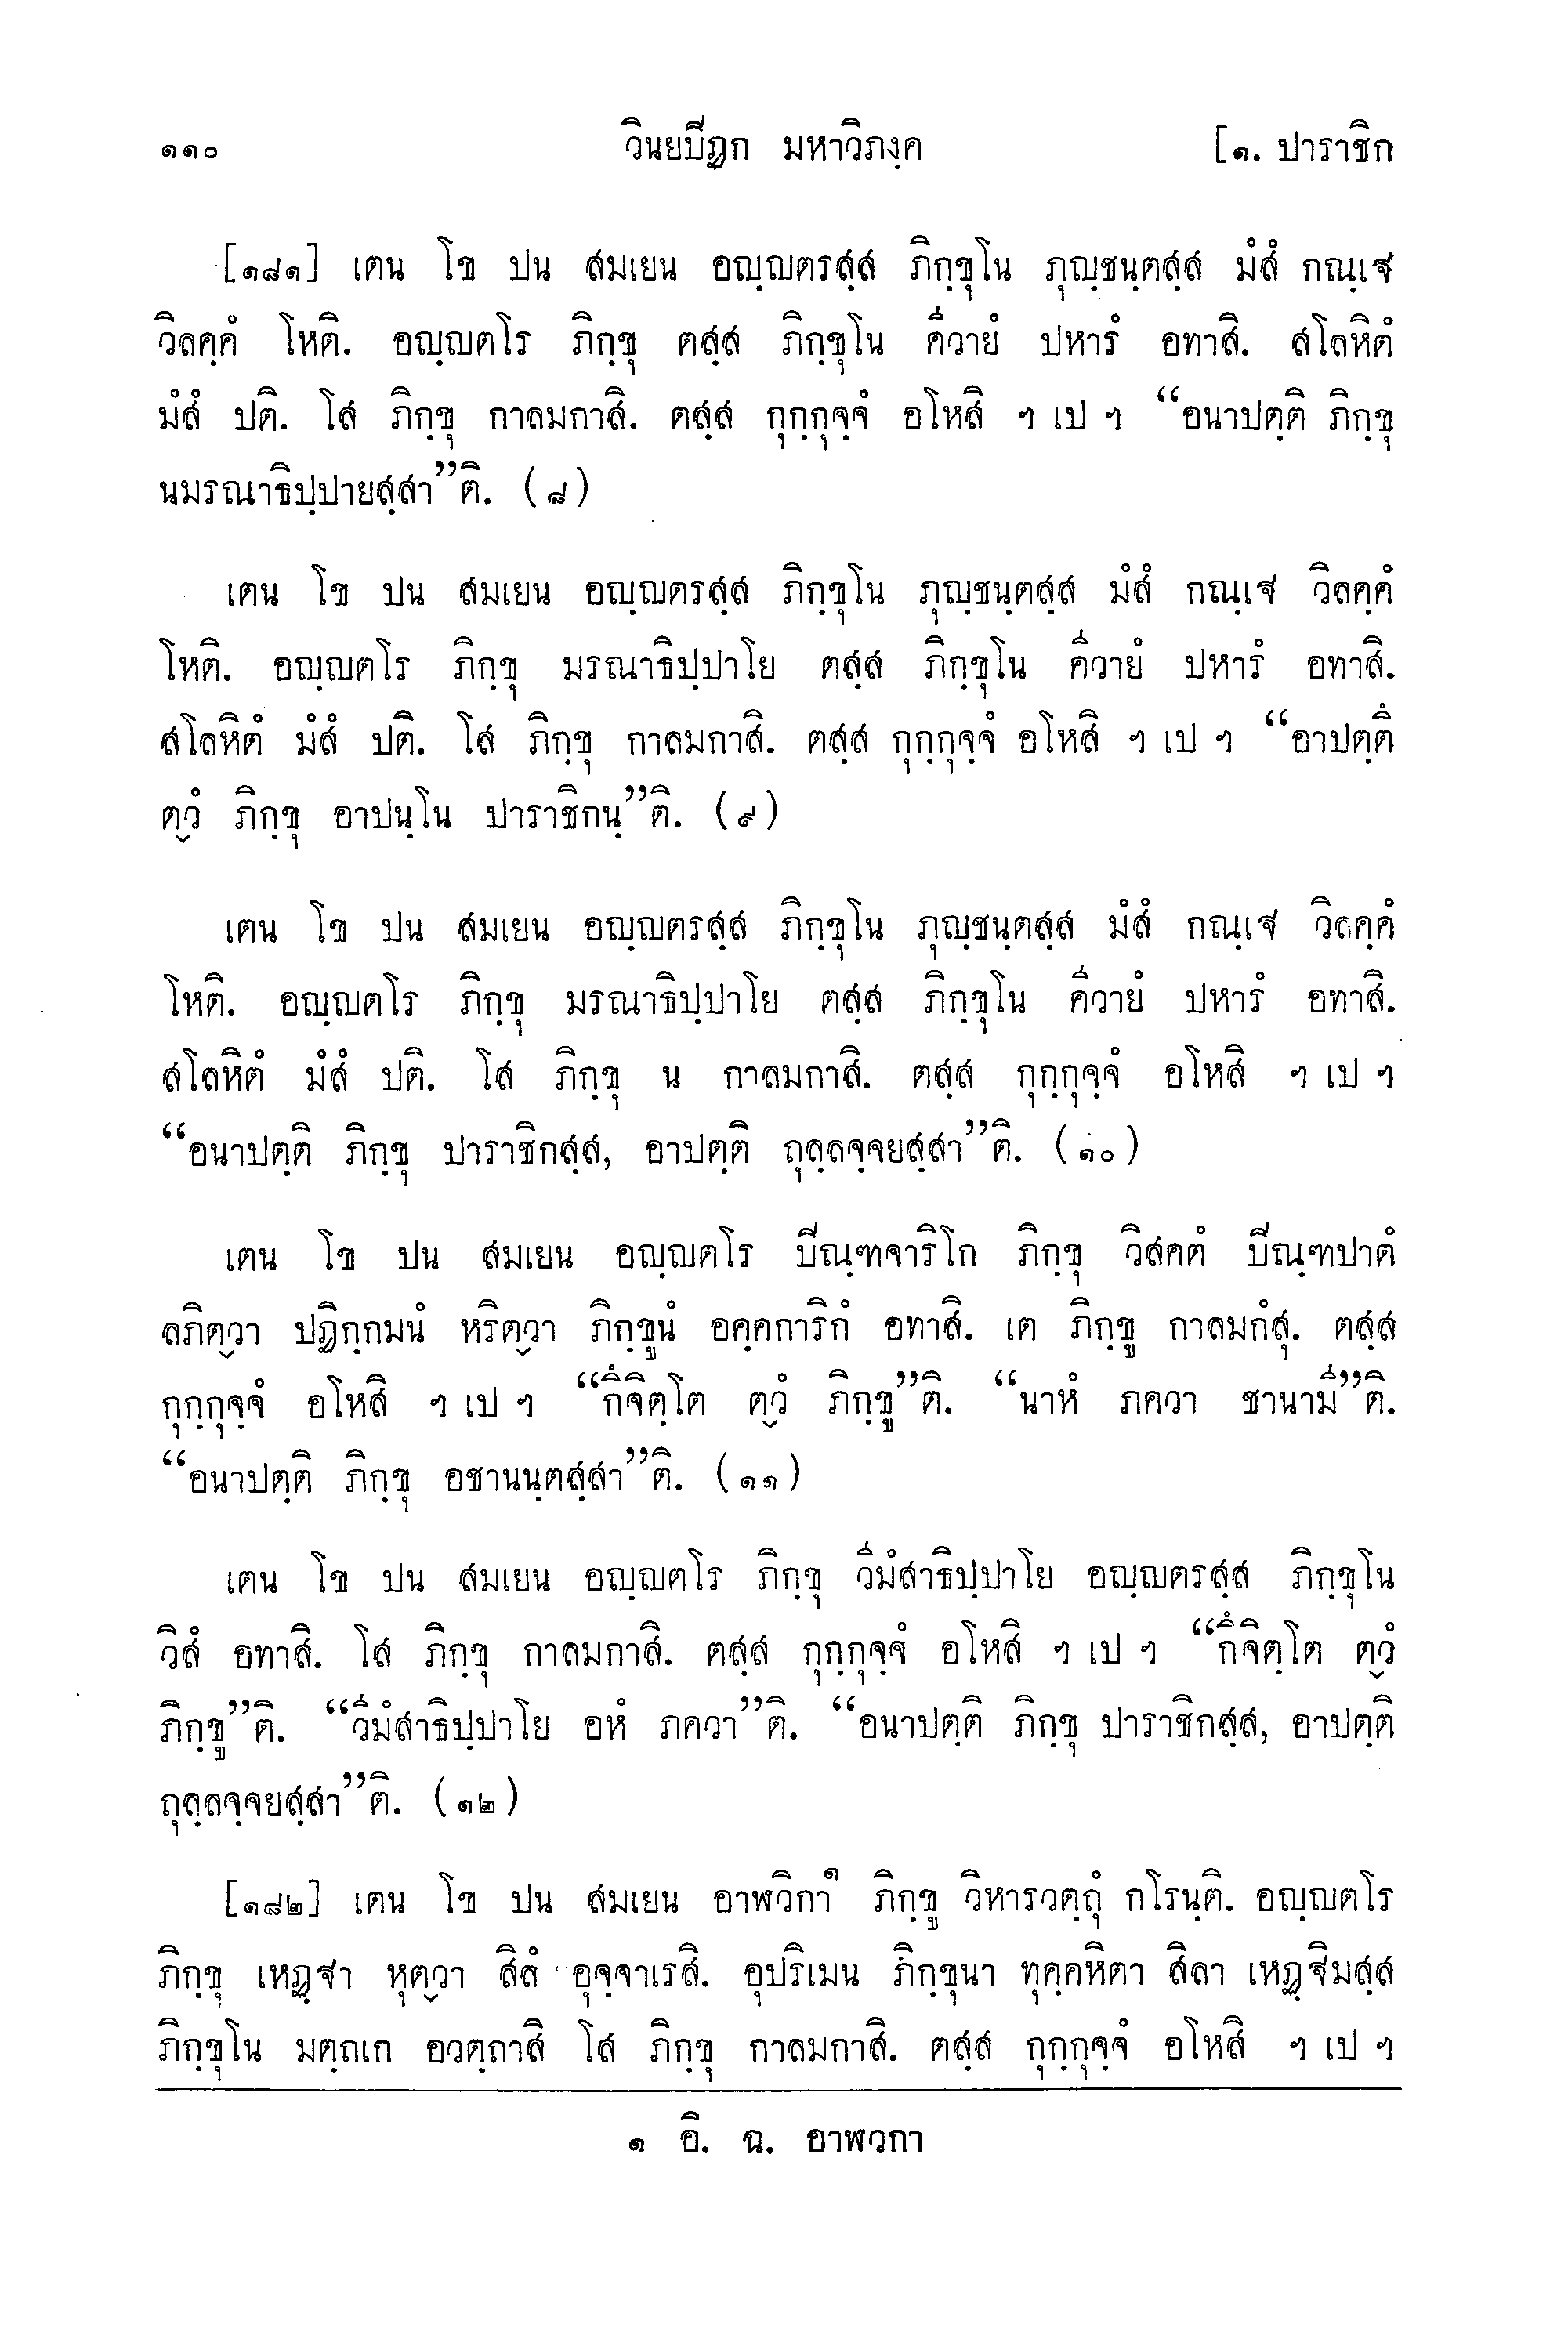 ๑๑๐ วินยปิฏก มหาวิภงฺค [๑. ปาราชิก
[๑๘๑] เตน โข ปน สมเยน อญฺญตรสฺส ภิกฺขุโน ภุญฺชนฺตสฺส มํสํ กณฺเฐ
วิลคฺคํ โหติ. อญฺญตโร ภิกฺขุ ตสฺส ภิกฺขุโน คีวายํ ปหารํ อทาสิ. สโลหิตํ
มํสํ ปติ. โส ภิกฺขุ กาลมกาสิ. ตสฺส กุกฺกุจฺจํ อโหสิ ฯ เป ฯ “อนาปตฺติ ภิกฺขุ
นมรณาธิปฺปายสฺสา”ติ. (๘)
เตน โข ปน สมเยน อญฺญตรสฺส ภิกฺขุโน ภุญฺชนฺตสฺส มํสํ กณฺเฐ วิลคฺคํ
โหติ. อญฺญตโร ภิกฺขุ มรณาธิปฺปาโย ตสฺส ภิกฺขุโน คีวายํ ปหารํ อทาสิ.
สโลหิตํ มํสํ ปติ. โส ภิกฺขุ กาลมกาสิ. ตสฺส กุกฺกุจฺจํ อโหสิ ฯ เป ฯ “อาปตฺตึ
ตฺวํ ภิกฺขุ อาปนฺโน ปาราชิกนฺ”ติ. (๙)
เตน โข ปน สมเยน อญฺญตรสฺส ภิกฺขุโน ภุญฺชนฺตสฺส มํสํ กณฺเฐ วิลคฺคํ
โหติ. อญฺญตโร ภิกฺขุ มรณาธิปฺปาโย ตสฺส ภิกฺขุโน คีวายํ ปหารํ อทาสิ.
สโลหิตํ มํสํ ปติ. โส ภิกฺขุ น กาลมกาสิ. ตสฺส กุกฺกุจฺจํ อโหสิ ฯ เป ฯ
“อนาปตฺติ ภิกฺขุ ปาราชิกสฺส, อาปตฺติ ถุลฺลจฺจยสฺสา”ติ. (๑๐)
เตน โข ปน สมเยน อญฺญตโร ปิณฺฑจาริโก ภิกฺขุ วิสคตํ ปิณฺฑปาตํ
ลภิตฺวา ปฏิกฺกมนํ หริตฺวา ภิกฺขูนํ อคฺคการิกํ อทาสิ. เต ภิกฺขู กาลมกํสุ. ตสฺส
กุกฺกุจฺจํ อโหสิ ฯ เป ฯ “กึจิตฺโต ตฺวํ ภิกฺขู”ติ. “นาหํ ภควา ชานามี”ติ.
“อนาปตฺติ ภิกฺขุ อชานนฺตสฺสา”ติ. (๑๑)
เตน โข ปน สมเยน อญฺญตโร ภิกฺขุ วีมํสาธิปฺปาโย อญฺญตรสฺส ภิกฺขุโน
วิสํ อทาสิ. โส ภิกฺขุ กาลมกาสิ. ตสฺส กุกฺกุจฺจํ อโหสิ ฯ เป ฯ “กึจิตฺโต ตฺวํ
ภิกฺขู”ติ. “วีมํสาธิปฺปาโย อหํ ภควา”ติ. “อนาปตฺติ ภิกฺขุ ปาราชิกสฺส, อาปตฺติ
ถุลฺลจฺจยสฺสา”ติ. (๑๒)
[๑๘๒] เตน โข ปน สมเยน อาฬวิกา๑ ภิกฺขู วิหารวตฺถุํ กโรนฺติ. อญฺญตโร
ภิกฺขุ เหฏฺฐา หุตฺวา สิลํ อุจฺจาเรสิ. อุปริเมน ภิกฺขุนา ทุคฺคหิตา สิลา เหฏฺฐิมสฺส
ภิกฺขุโน มตฺถเก อวตฺถาสิ โส ภิกฺขุ กาลมกาสิ. ตสฺส กุกฺกุจฺจํ อโหสิ ฯ เป ฯ
๑ อิ. ฉ. อาฬวกา